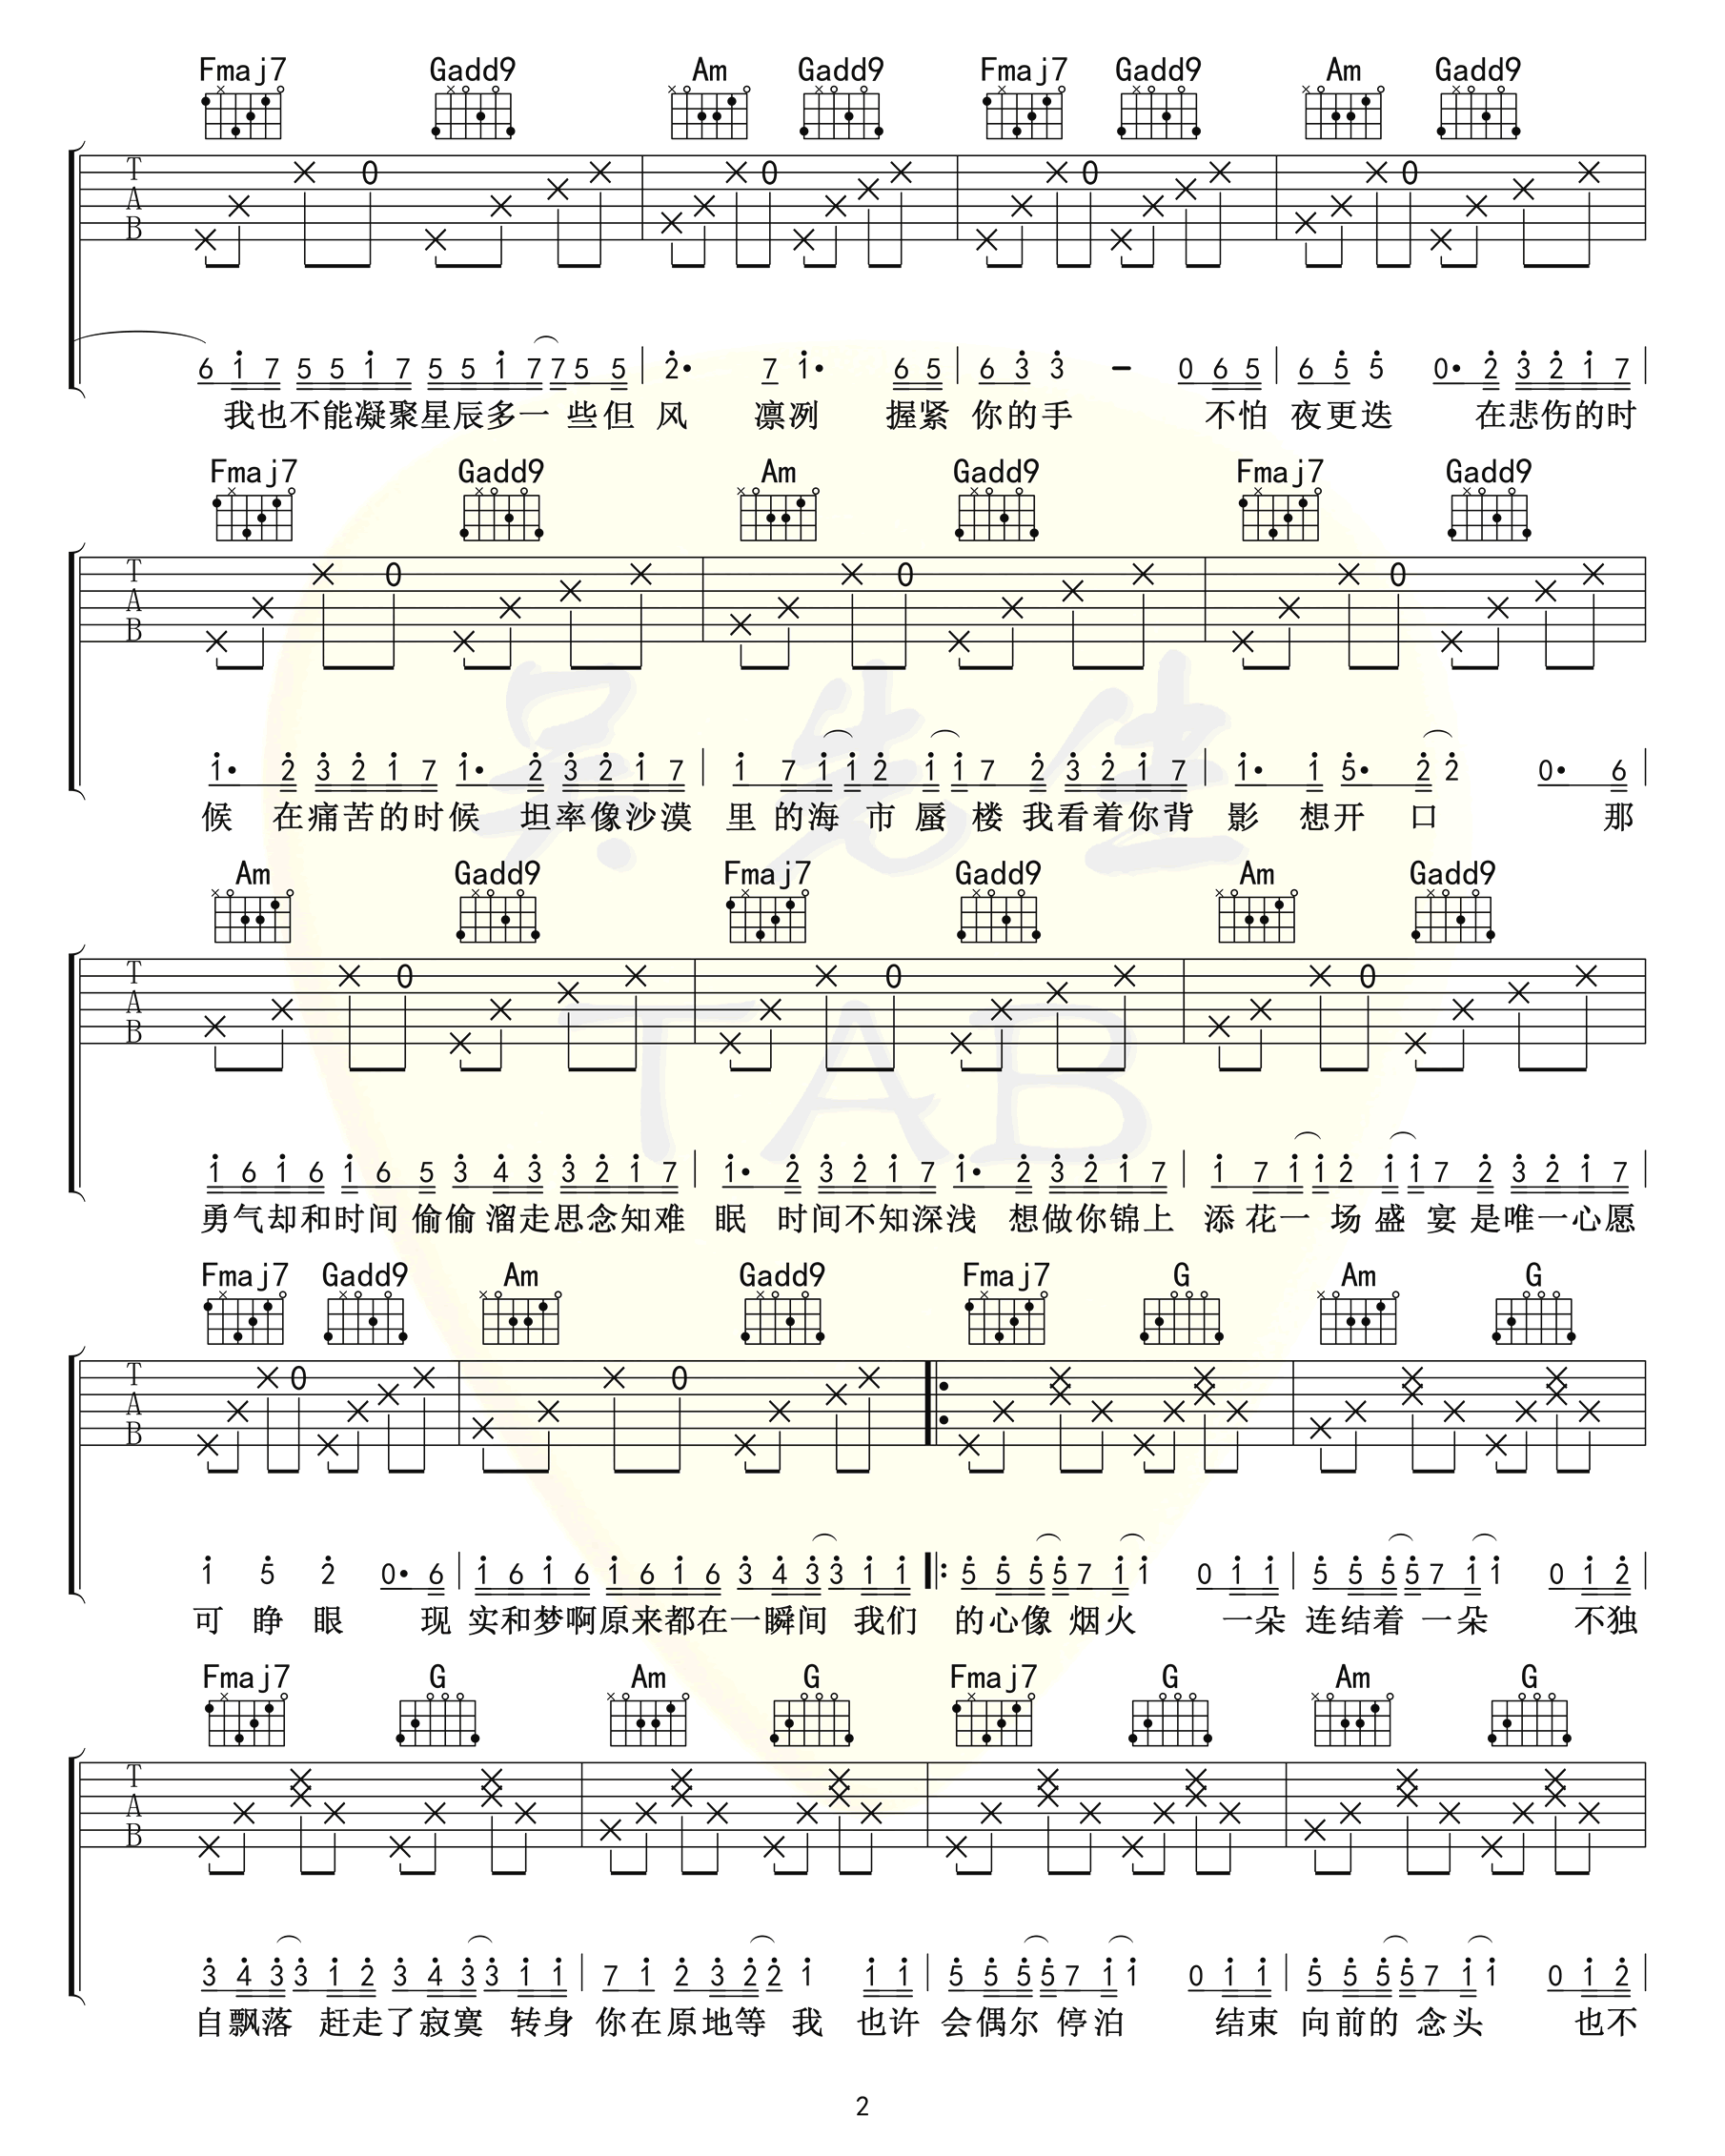 Fmaj7 Gadd9 Am Gadd9 Fmaj7 Gadd9 Am Gadd9
T 0 0 0 0
A
B
6 1 7 5 5 1 7 5 5 1 7 7 5 5 | 2· 7 1· 6 5 | 6 3 3 - 0 6 5 | 6 5 5 0· 2 3 2 1 7 |
我也不能凝聚星辰多一 些但 风 凛冽 握紧 你的手 不怕 夜更迭 在悲伤的时
Fmaj7 Gadd9 Am Gadd9 Fmaj7 Gadd9
T 0 0 0
A
B
1· 2 3 2 1 7 1· 2 3 2 1 7 | 1 7 1 1 2 1 1 7 2 3 2 1 7 | 1· 1 5· 2 2 0· 6 |
候 在痛苦的时候 坦率像沙漠 里 的海 市 蜃 楼 我看着你背 影 想开 口 那
Am Gadd9 Fmaj7 Gadd9 Am Gadd9
T 0 0 0
A
B
1 6 1 6 1 6 5 3 4 3 3 2 1 7 | 1· 2 3 2 1 7 1· 2 3 2 1 7 | 1 7 1 1 2 1 1 7 2 3 2 1 7 |
勇气却和时间 偷偷 溜走思念知难 眠 时间不知深浅 想做你锦上 添 花一 场 盛 宴 是唯一心愿
Fmaj7 Gadd9 Am Gadd9 Fmaj7 G Am G
T 0 0
A
B
1 5 2 0· 6 | 1 6 1 6 1 6 1 6 3 4 3 3 1 1 |: 5 5 5 5 7 1 1 0 1 1 | 5 5 5 5 7 1 1 0 1 2 |
可 睁 眼 现 实和梦啊原来都在一瞬间 我们 的心像 烟火 一朵 连结着 一朵 不独
Fmaj7 G Am G Fmaj7 G Am G
T
A
B
3 4 3 3 1 2 3 4 3 3 1 1 | 7 1 2 3 2 2 1 1 1 | 5 5 5 5 7 1 1 0 1 1 | 5 5 5 5 7 1 1 0 1 2 |
自飘落 赶走了寂寞 转身 你在原地等 我 也许 会偶尔 停泊 结束 向前的 念头 也不
2
吴先生
TAB